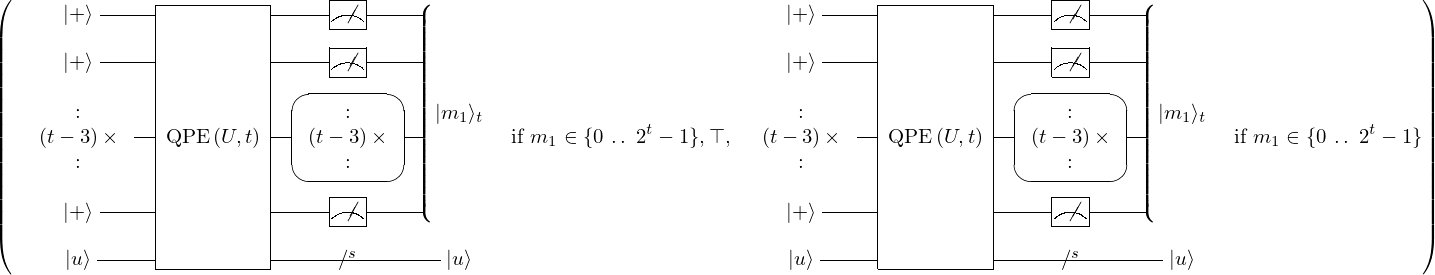 |+⟩ |+⟩
|+⟩ |+⟩
: : |m₁⟩ₜ : : |m₁⟩ₜ
(t − 3) × QPE (U, t) (t − 3) × if m₁ ∈ {0 .. 2ᵗ − 1}, ⊤, (t − 3) × QPE (U, t) (t − 3) × if m₁ ∈ {0 .. 2ᵗ − 1}
: : : :
|+⟩ |+⟩
|u⟩ s |u⟩ |u⟩ s |u⟩